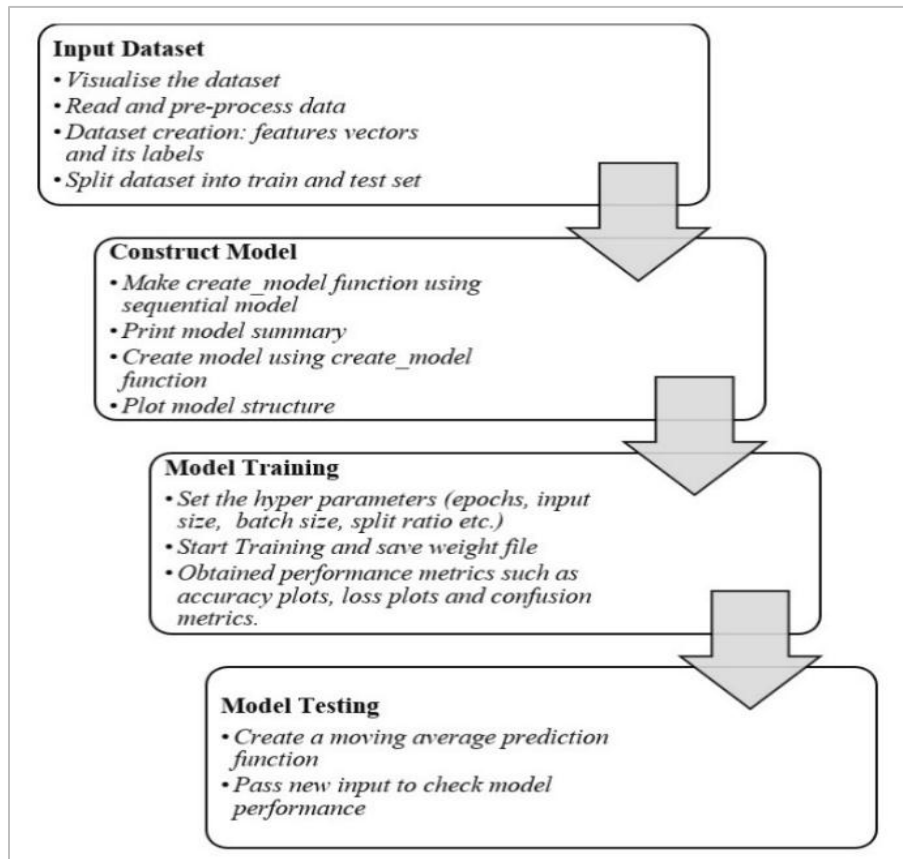 Input Dataset
• Visualise the dataset
• Read and pre-process data
• Dataset creation: features vectors
and its labels
• Split dataset into train and test set
Construct Model
• Make create_model function using
sequential model
• Print model summary
• Create model using create_model
function
• Plot model structure
Model Training
• Set the hyper parameters (epochs, input
size, batch size, split ratio etc.)
• Start Training and save weight file
• Obtained performance metrics such as
accuracy plots, loss plots and confusion
metrics.
Model Testing
• Create a moving average prediction
function
• Pass new input to check model
performance